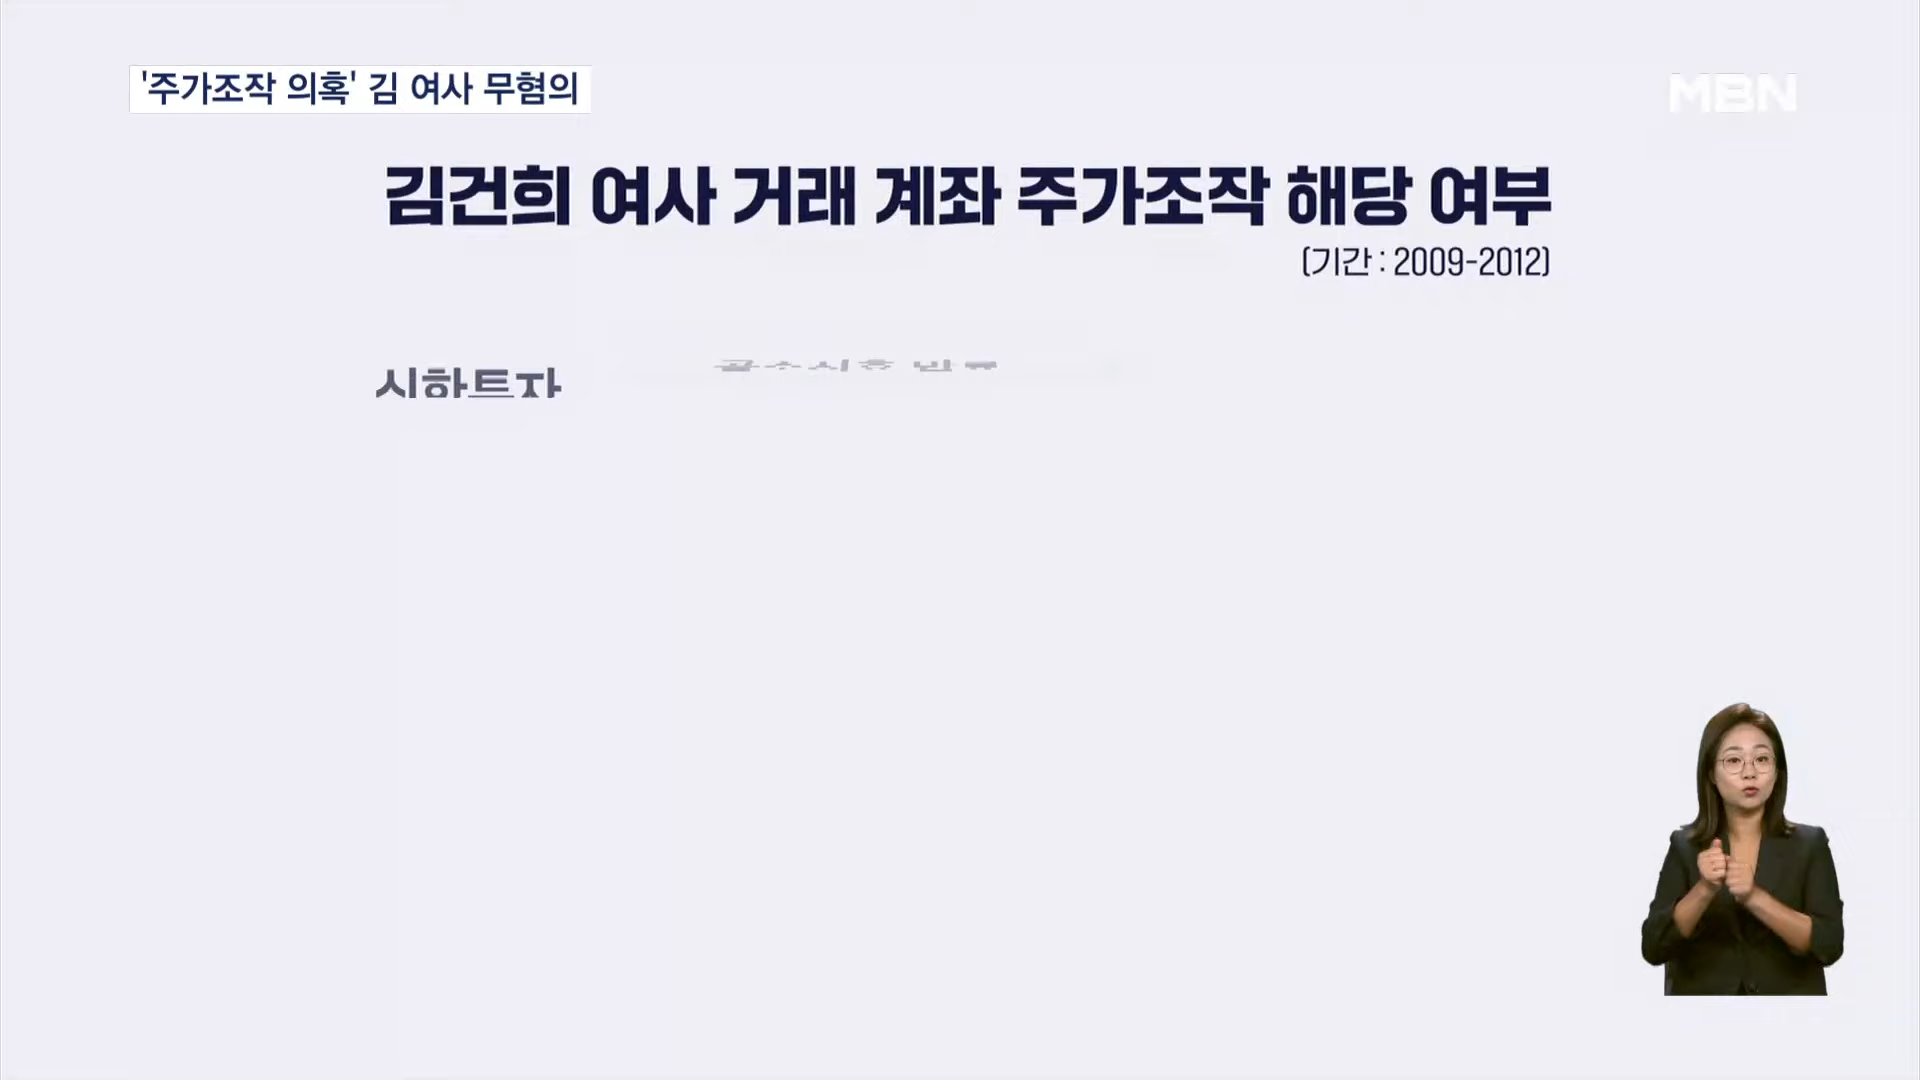 '주가조작 의혹' 김 여사 무혐의
MBN
김건희 여사 거래 계좌 주가조작 해당 여부
(기간 : 2009-2012)